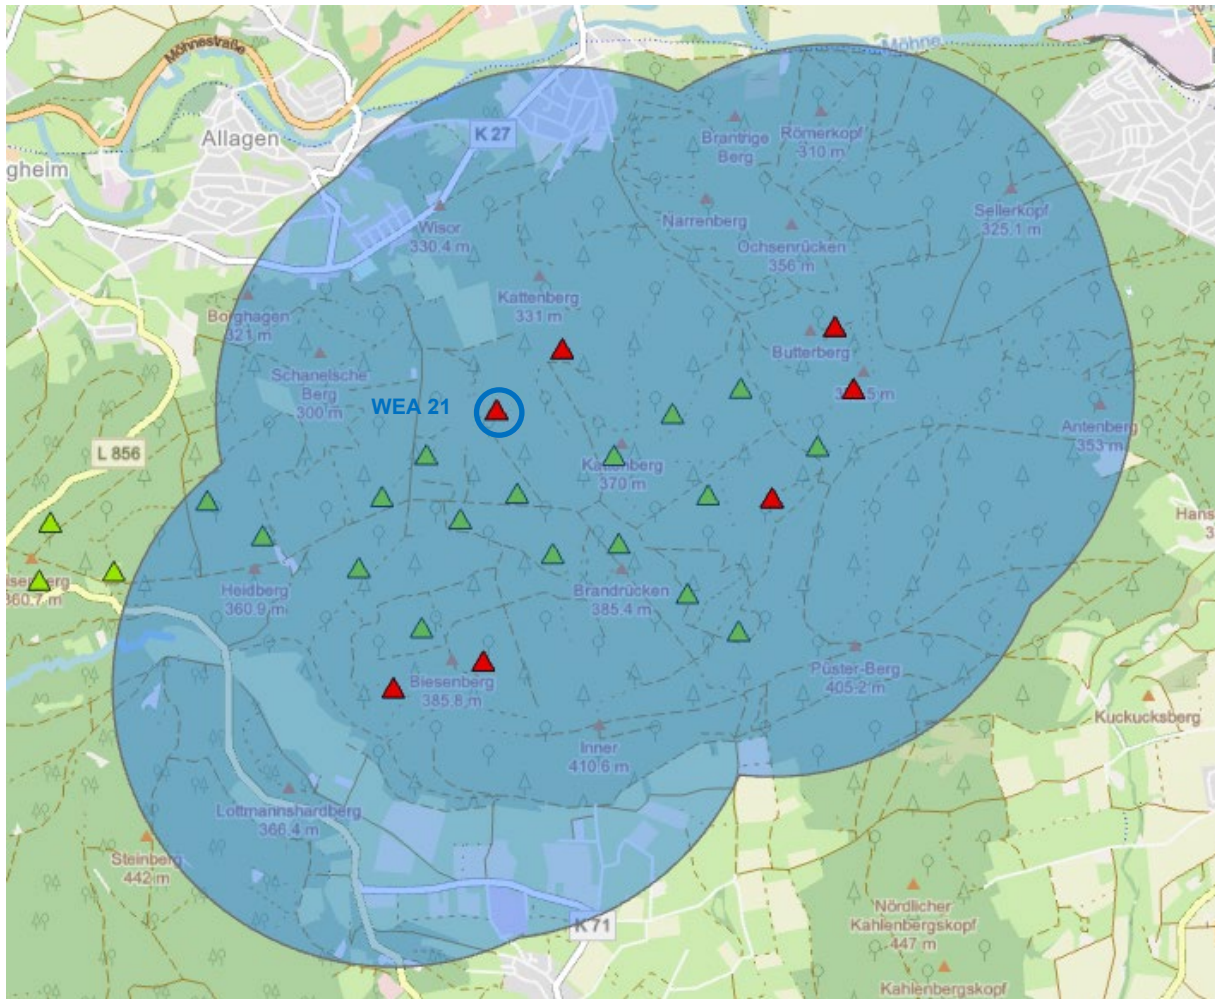 Möhnestraße
Möhne
Allagen
K 27
gheim
Brantrige
Berg
Römerkopf
310 m
Wisor
330.4 m
Narrenberg
Sellerkopf
325.1 m
Ochsenrücken
356 m
Kattenberg
331 m
Borghagen
321 m
Schanelsche
Berg
300 m
Butterberg
WEA 21
Antenberg
353 m
L 856
Kattenberg
370 m
Hans
3
Heidberg
360.9 m
Brandrücken
385.4 m
360.7 m
Biesenberg
385.8 m
Püster-Berg
405.2 m
Kuckucksberg
Inner
410.6 m
Lottmannshardberg
366.4 m
Steinberg
442 m
K 71
Nördlicher
Kahlenbergskopf
447 m
Kahlenbergskopf